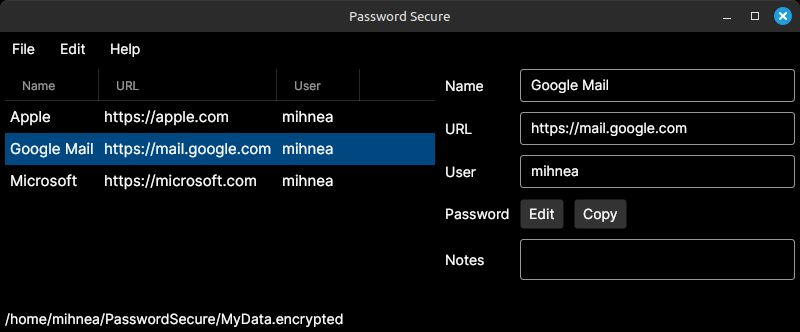 Password Secure
File Edit Help
Name URL User
Apple https://apple.com mihnea
Google Mail https://mail.google.com mihnea
Microsoft https://microsoft.com mihnea
Name Google Mail
URL https://mail.google.com
User mihnea
Password Edit Copy
Notes
/home/mihnea/PasswordSecure/MyData.encrypted